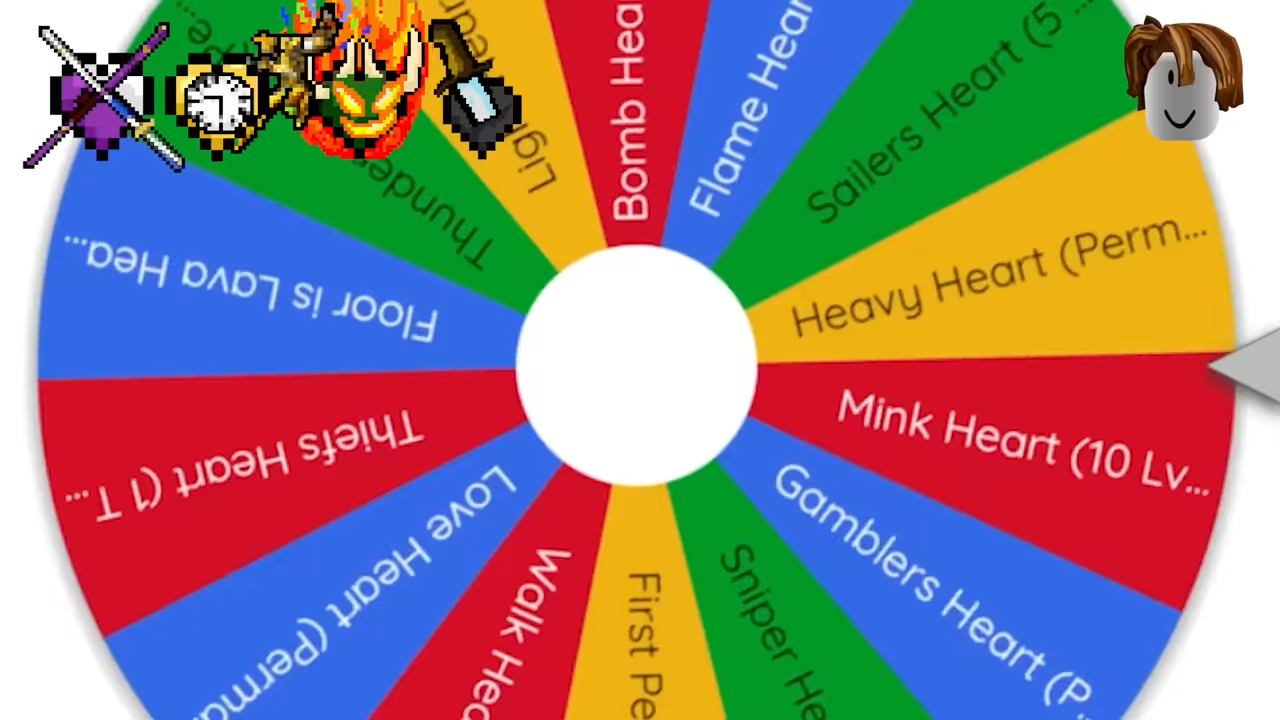 Bomb Hea
Flame Hear
Sailers Heart (5 ...
Heavy Heart (Perm...
Mink Heart (10 Lv...
Gamblers Heart (P...
Sniper He
First Pe
Walk Hea
Love Heart (Perma
Thiefs Heart (1 T...
Floor is Lava Hea...
Thunder
Ligh